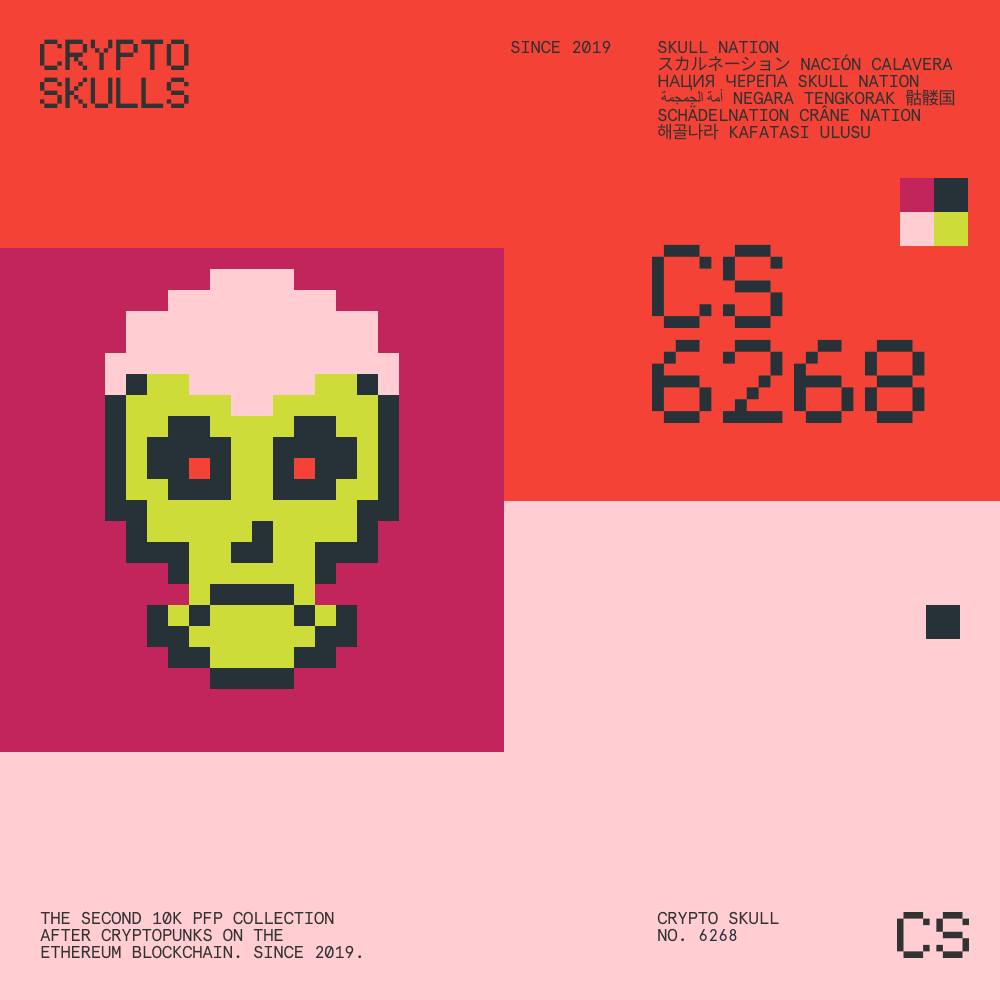 CRYPTO
SKULLS
SINCE 2019
SKULL NATION
スカルネーション NACIÓN CALAVERA
НАЦИЯ ЧЕРЕПА SKULL NATION
أمة الجمجمة NEGARA TENGKORAK 骷髅国
SCHÄDELNATION CRÂNE NATION
해골나라 KAFATASI ULUSU
CS
6268
THE SECOND 10K PFP COLLECTION
AFTER CRYPTOPUNKS ON THE
ETHEREUM BLOCKCHAIN. SINCE 2019.
CRYPTO SKULL
NO. 6268
CS